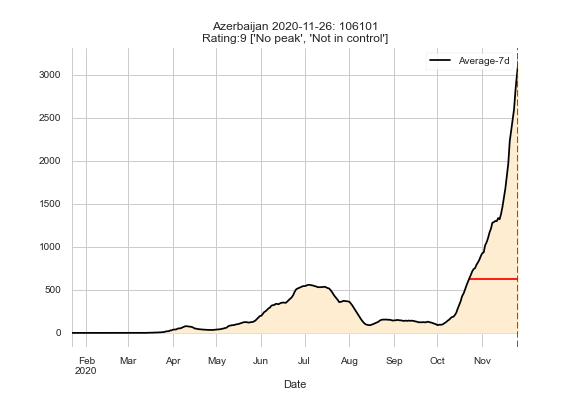 Azerbaijan 2020-11-26: 106101
Rating:9 ['No peak', 'Not in control']
Average-7d
3000
2500
2000
1500
1000
500
0
Feb Mar Apr May Jun Jul Aug Sep Oct Nov
2020
Date